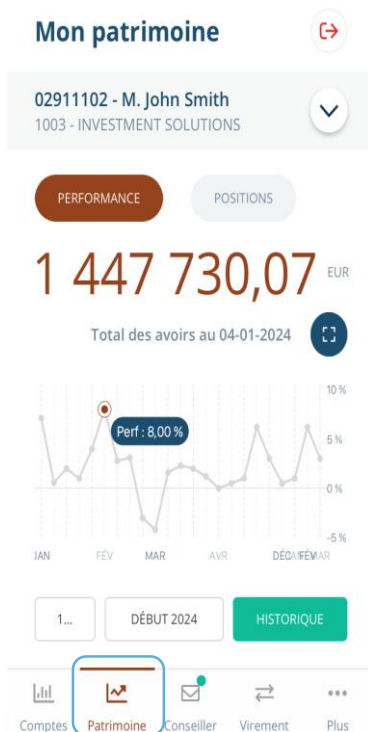 Mon patrimoine
02911102 - M. John Smith
1003 - INVESTMENT SOLUTIONS
PERFORMANCE POSITIONS
1 447 730,07 EUR
Total des avoirs au 04-01-2024
10 %
Perf : 8,00 %
5 %
0 %
-5 %
JAN FÉV MAR AVR DÉC FÉV MAR
1... DÉBUT 2024 HISTORIQUE
Comptes Patrimoine Conseiller Virement Plus